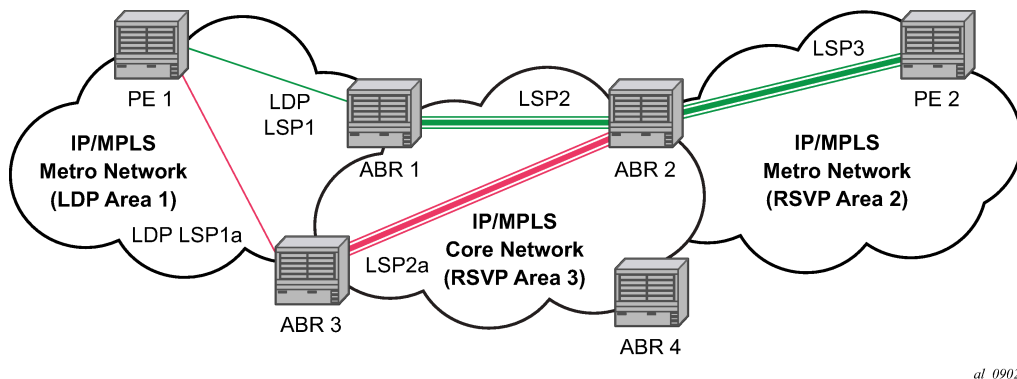 PE 1
LDP
LSP1
ABR 1
LSP2
ABR 2
LSP3
PE 2
IP/MPLS
Metro Network
(LDP Area 1)
IP/MPLS
Metro Network
(RSVP Area 2)
LDP LSP1a
ABR 3
LSP2a
IP/MPLS
Core Network
(RSVP Area 3)
ABR 4
al_0902